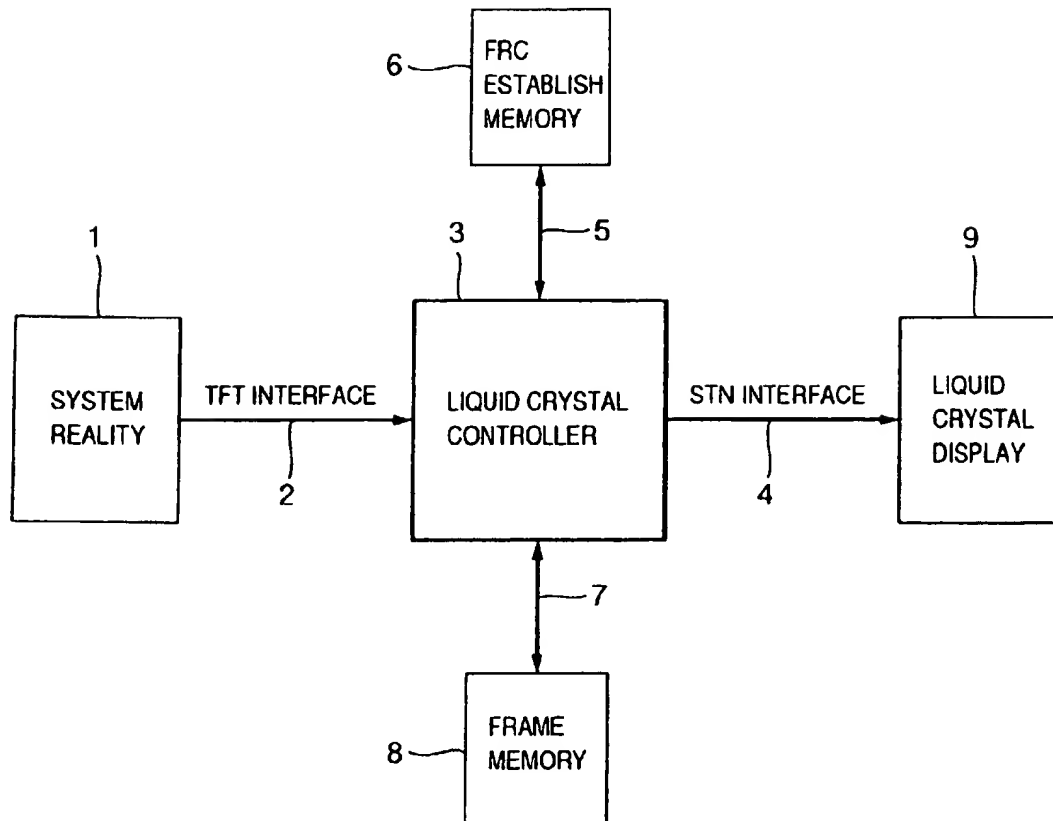 6
FRC
ESTABLISH
MEMORY
1
3
5
9
SYSTEM
REALITY
TFT INTERFACE
2
LIQUID CRYSTAL
CONTROLLER
STN INTERFACE
4
LIQUID
CRYSTAL
DISPLAY
7
8
FRAME
MEMORY